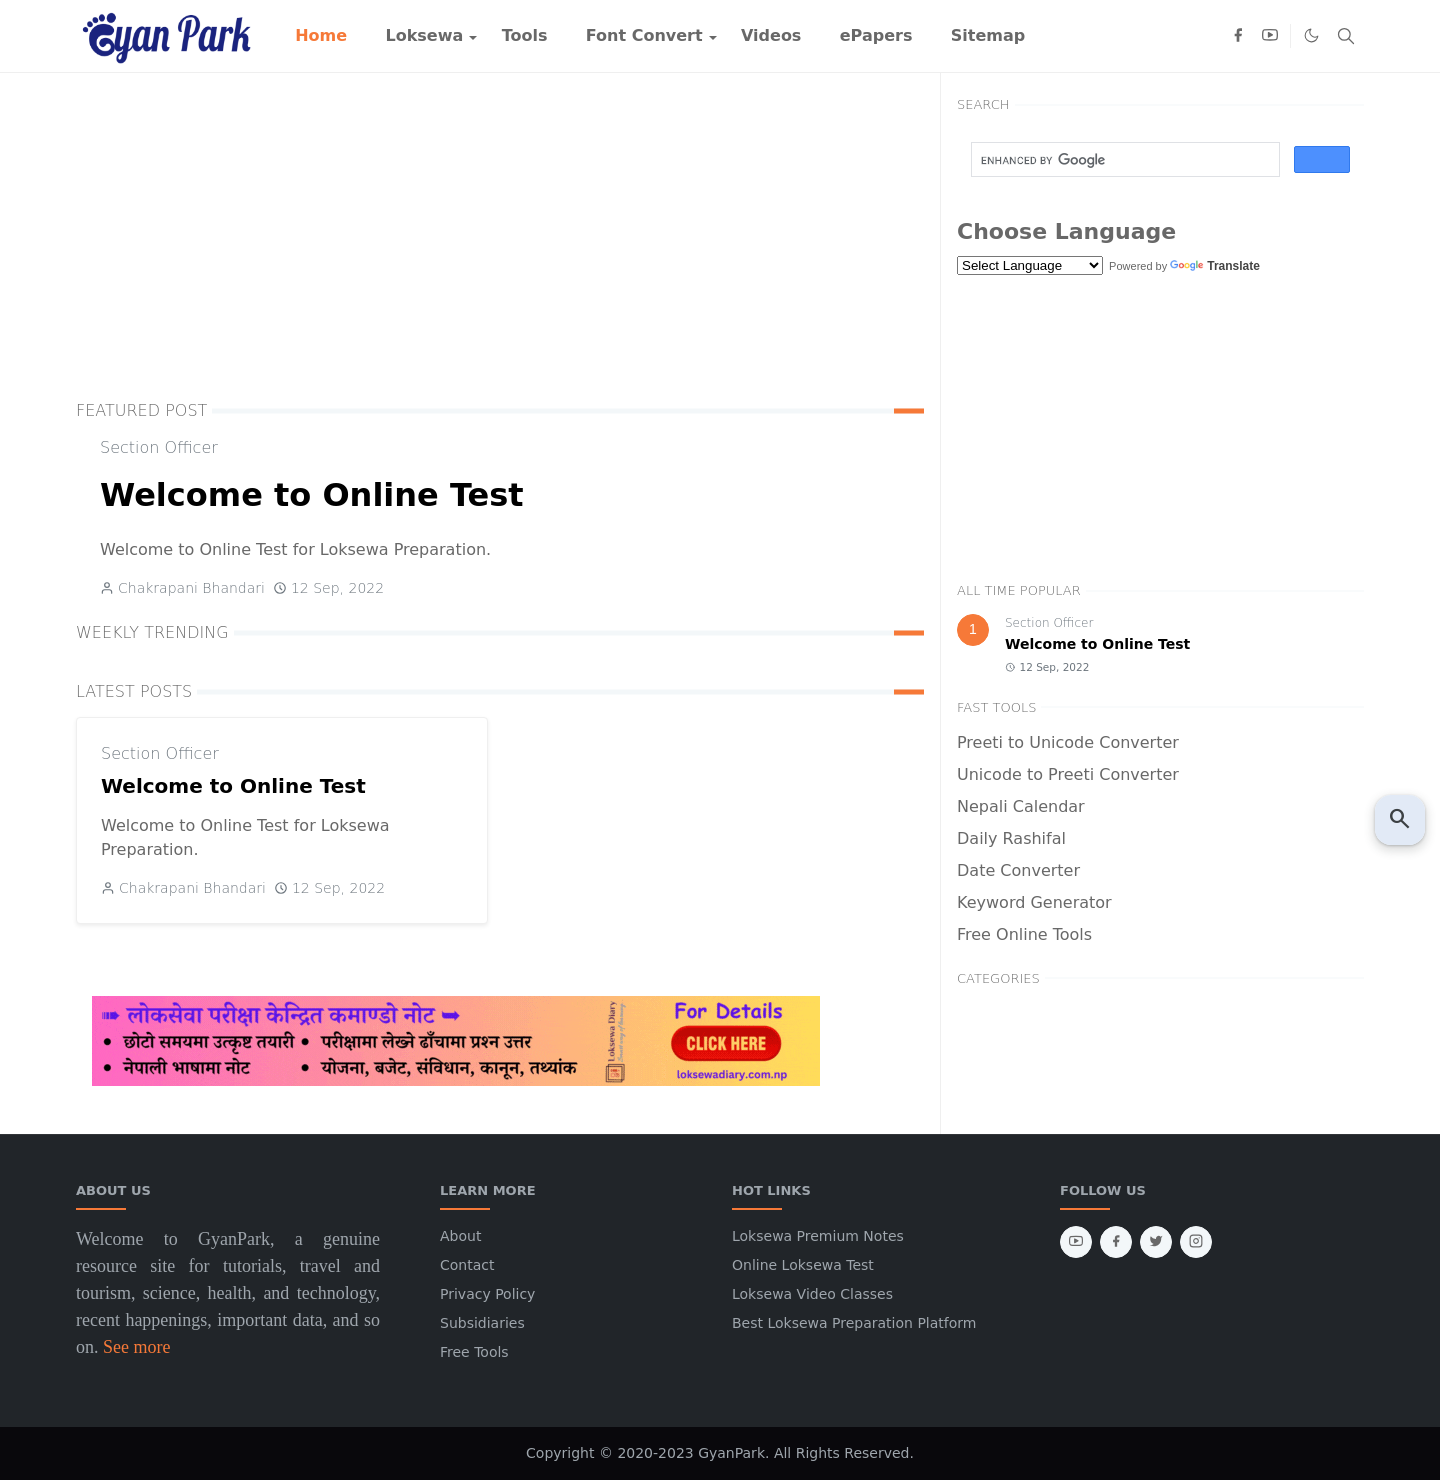 Gyan Park
Home
Loksewa
Tools
Font Convert
Videos
ePapers
Sitemap
SEARCH
ENHANCED BY Google
Choose Language
Select Language
Powered by Google Translate
FEATURED POST
Section Officer
Welcome to Online Test
Welcome to Online Test for Loksewa Preparation.
Chakrapani Bhandari 12 Sep, 2022
WEEKLY TRENDING
LATEST POSTS
Section Officer
Welcome to Online Test
Welcome to Online Test for Loksewa
Preparation.
Chakrapani Bhandari 12 Sep, 2022
लोकसेवा परीक्षा केन्द्रित कमाण्डो नोट
• छोटो समयमा उत्कृष्ट तयारी • परीक्षामा लेख्ने ढाँचामा प्रश्न उत्तर
• नेपाली भाषामा नोट • योजना, बजेट, संविधान, कानून, तथ्यांक
Loksewa Diary
For Details
CLICK HERE
loksewadiary.com.np
ALL TIME POPULAR
1
Section Officer
Welcome to Online Test
12 Sep, 2022
FAST TOOLS
Preeti to Unicode Converter
Unicode to Preeti Converter
Nepali Calendar
Daily Rashifal
Date Converter
Keyword Generator
Free Online Tools
CATEGORIES
ABOUT US
Welcome to GyanPark, a genuine
resource site for tutorials, travel and
tourism, science, health, and technology,
recent happenings, important data, and so
on. See more
LEARN MORE
About
Contact
Privacy Policy
Subsidiaries
Free Tools
HOT LINKS
Loksewa Premium Notes
Online Loksewa Test
Loksewa Video Classes
Best Loksewa Preparation Platform
FOLLOW US
Copyright © 2020-2023 GyanPark. All Rights Reserved.